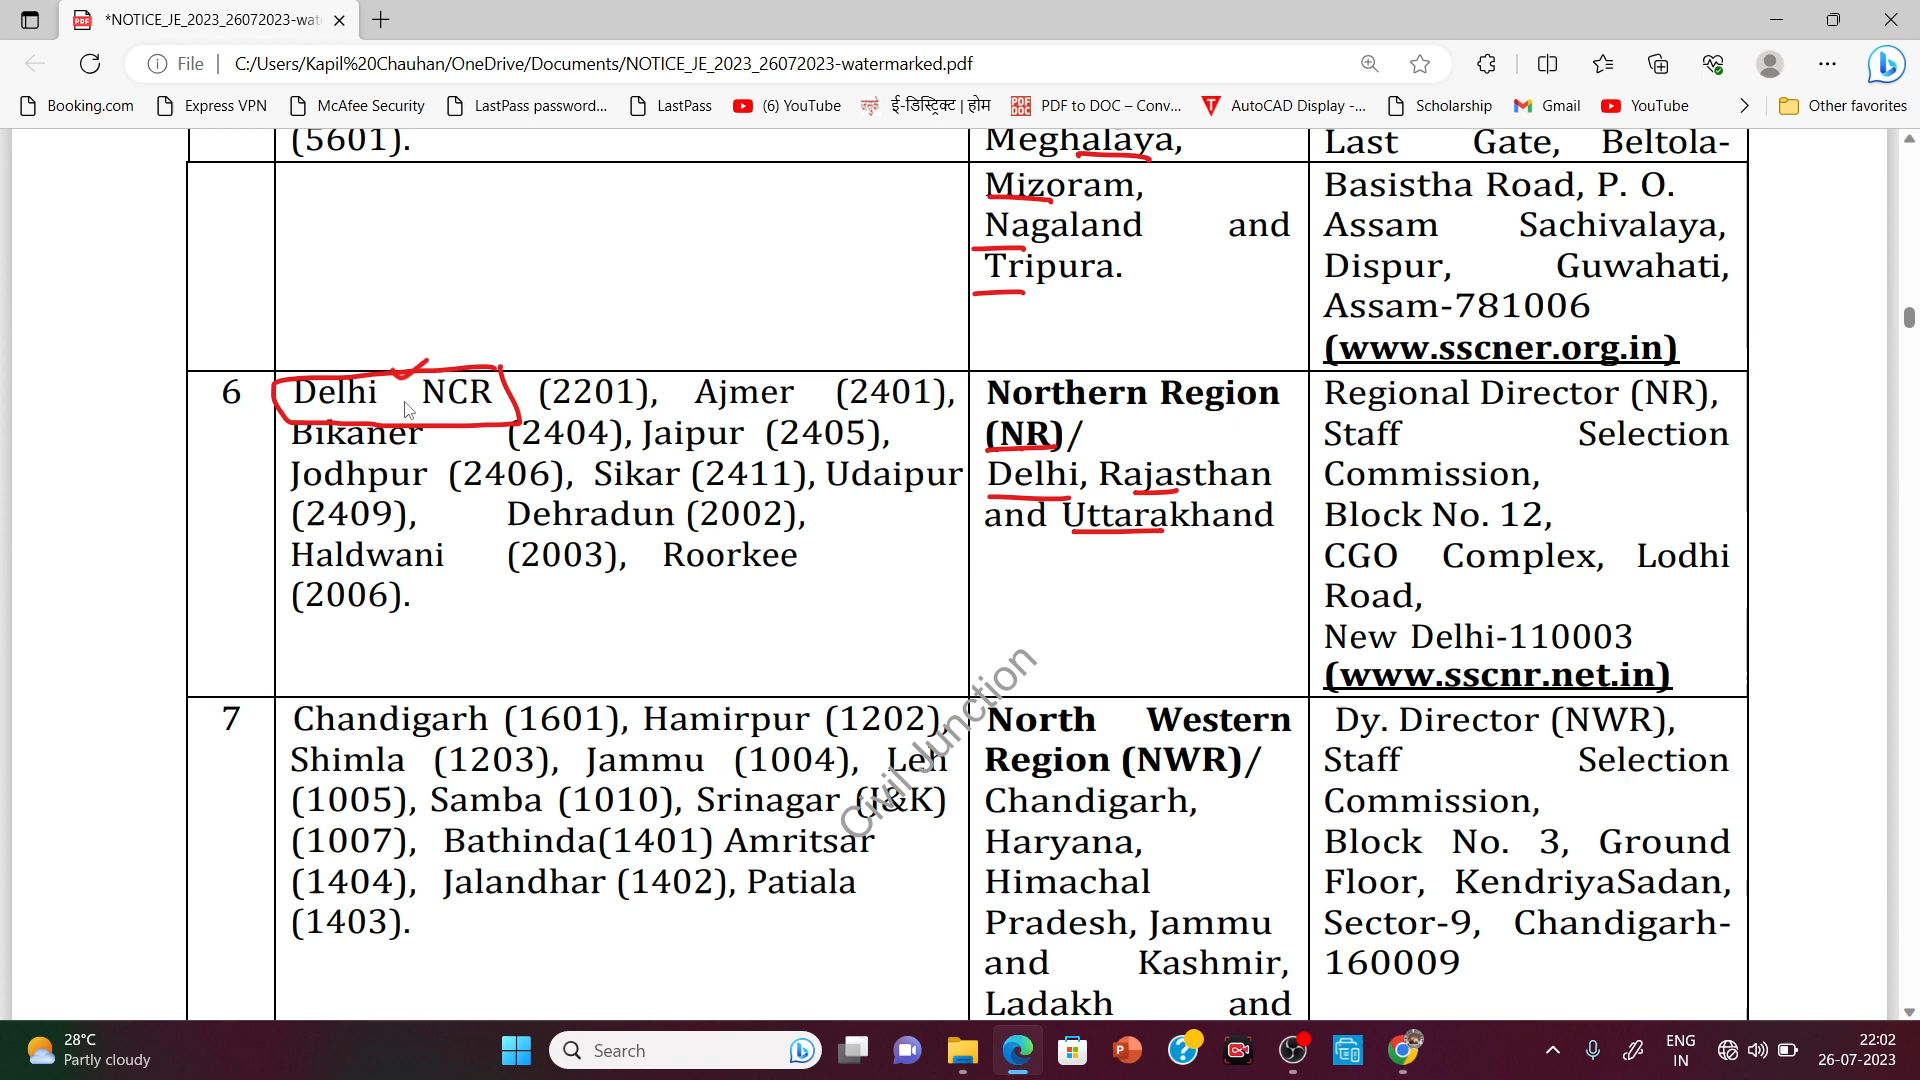 *NOTICE_JE_2023_26072023-wat
File
C:/Users/Kapil%20Chauhan/OneDrive/Documents/NOTICE_JE_2023_26072023-watermarked.pdf
Booking.com
Express VPN
McAfee Security
LastPass password...
LastPass
(6) YouTube
ई-डिस्ट्रिक्ट | होम
PDF to DOC – Conv...
AutoCAD Display -...
Scholarship
Gmail
YouTube
Other favorites
(5601).
Meghalaya,
Mizoram,
Nagaland and
Tripura.
Last Gate, Beltola-
Basistha Road, P. O.
Assam Sachivalaya,
Dispur, Guwahati,
Assam-781006
(www.sscner.org.in)
6
Delhi NCR (2201), Ajmer (2401),
Bikaner (2404), Jaipur (2405),
Jodhpur (2406), Sikar (2411), Udaipur
(2409), Dehradun (2002),
Haldwani (2003), Roorkee
(2006).
Northern Region
(NR)/
Delhi, Rajasthan
and Uttarakhand
Regional Director (NR),
Staff Selection
Commission,
Block No. 12,
CGO Complex, Lodhi
Road,
New Delhi-110003
(www.sscnr.net.in)
7
Chandigarh (1601), Hamirpur (1202),
Shimla (1203), Jammu (1004), Leh
(1005), Samba (1010), Srinagar (J&K)
(1007), Bathinda(1401) Amritsar
(1404), Jalandhar (1402), Patiala
(1403).
North Western
Region (NWR)/
Chandigarh,
Haryana,
Himachal
Pradesh, Jammu
and Kashmir,
Ladakh and
Dy. Director (NWR),
Staff Selection
Commission,
Block No. 3, Ground
Floor, KendriyaSadan,
Sector-9, Chandigarh-
160009
Civil Junction
28°C
Partly cloudy
Search
ENG
IN
22:02
26-07-2023